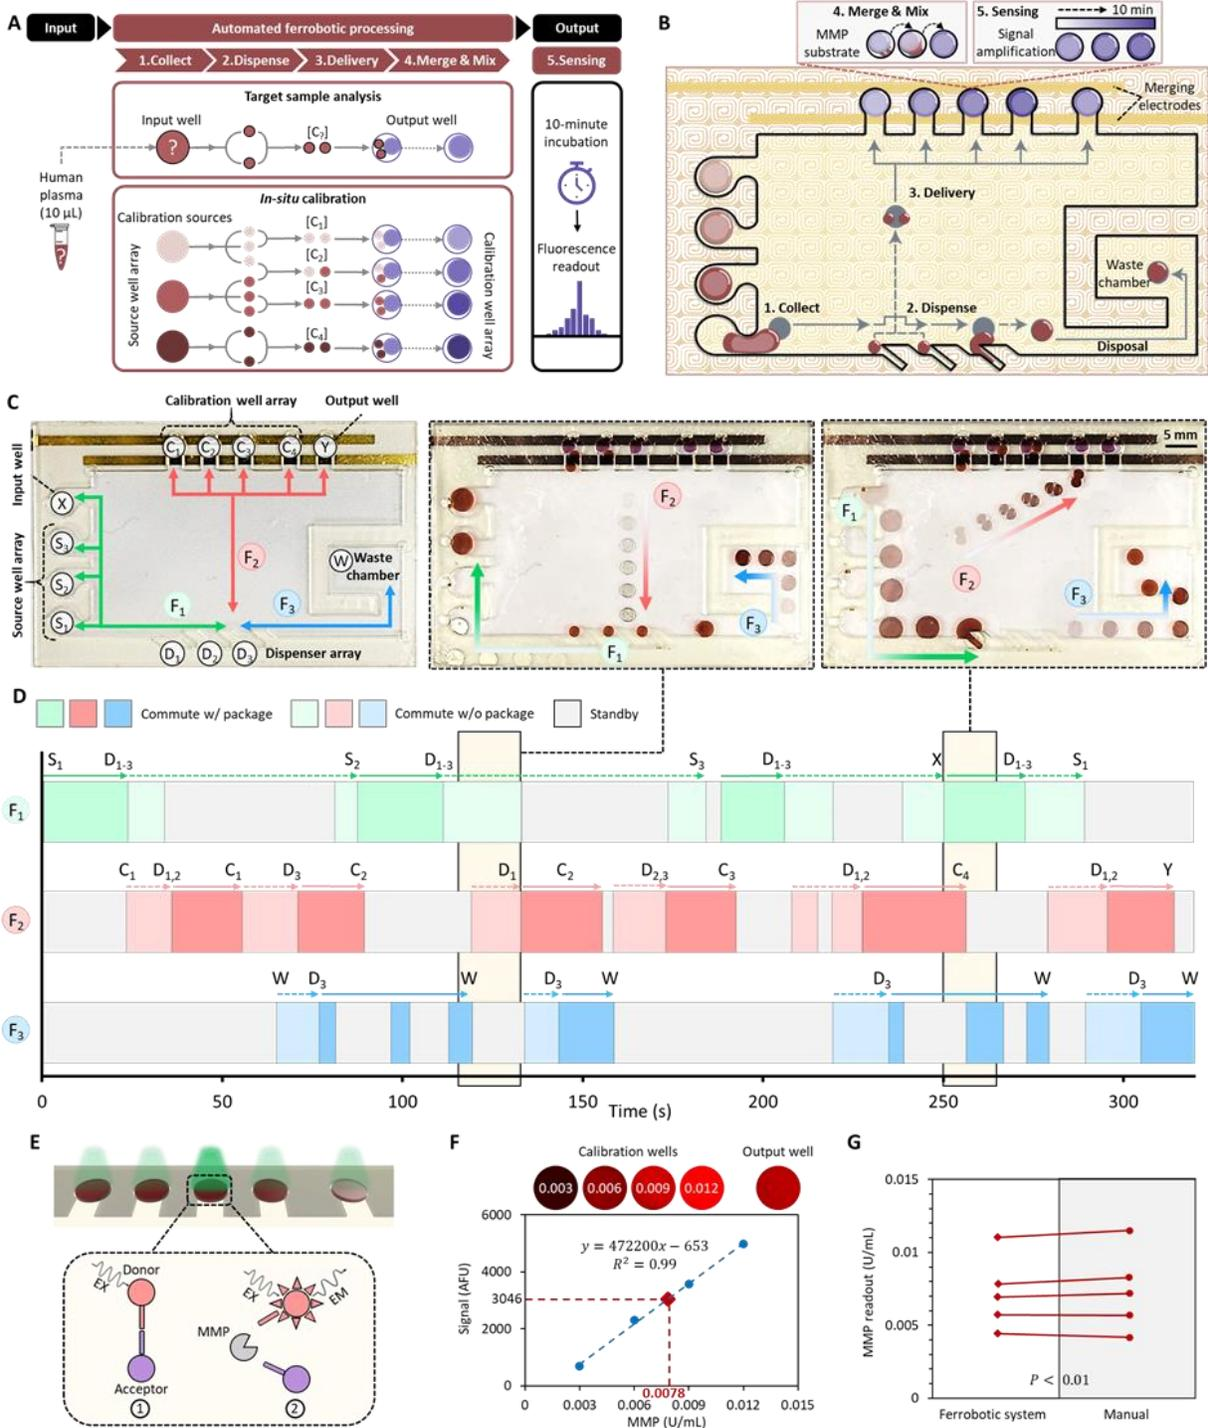 A
Input
Automated ferrobotic processing
Output
1.Collect
2.Dispense
3.Delivery
4.Merge & Mix
5.Sensing
Target sample analysis
Input well
[C?]
Output well
?
Human
plasma
(10 µL)
?
In-situ calibration
Calibration sources
[C1]
[C2]
[C3]
[C4]
Source well array
Calibration well array
10-minute
incubation
Fluorescence
readout
B
4. Merge & Mix
MMP
substrate
5. Sensing
10 min
Signal
amplification
Merging
electrodes
3. Delivery
Waste
chamber
1. Collect
2. Dispense
Disposal
C
Calibration well array
Output well
Input well
Source well array
C1
C2
C3
C4
Y
X
S3
S2
S1
F2
F1
F3
W
Waste
chamber
D1
D2
D3
Dispenser array
F2
F3
F1
5 mm
F1
F2
F3
D
Commute w/ package
Commute w/o package
Standby
S1
D1-3
S2
D1-3
S3
D1-3
X
D1-3
S1
F1
C1
D1,2
C1
D3
C2
D1
C2
D2,3
C3
D1,2
C4
D1,2
Y
F2
W
D3
W
D3
W
D3
W
D3
W
F3
0
50
100
150
200
250
300
Time (s)
E
Donor
EX
Acceptor
1
EX
EM
MMP
2
F
Calibration wells
Output well
0.003
0.006
0.009
0.012
6000
4000
3046
2000
0
Signal (AFU)
y = 472200x − 653
R² = 0.99
0
0.003
0.006
0.0078
0.009
0.012
0.015
MMP (U/mL)
G
0.015
0.01
0.005
0
MMP readout (U/mL)
P < 0.01
Ferrobotic system
Manual